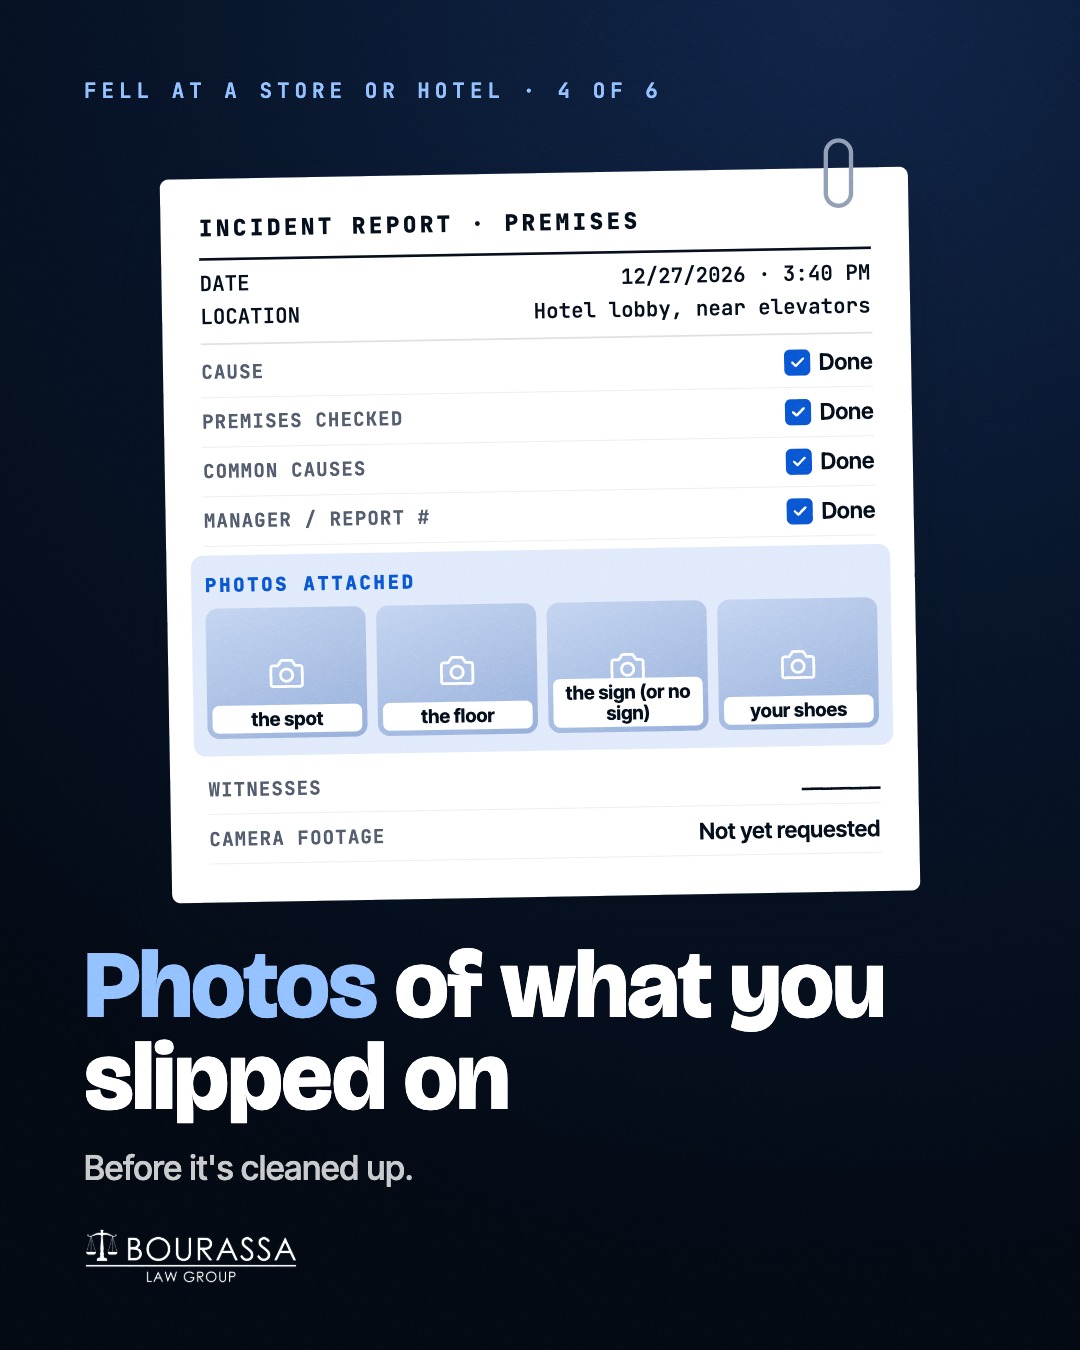 FELL AT A STORE OR HOTEL · 4 OF 6
INCIDENT REPORT · PREMISES
DATE 12/27/2026 · 3:40 PM
LOCATION Hotel lobby, near elevators
CAUSE Done
PREMISES CHECKED Done
COMMON CAUSES Done
MANAGER / REPORT # Done
PHOTOS ATTACHED
the spot
the floor
the sign (or no
sign)
your shoes
WITNESSES
CAMERA FOOTAGE Not yet requested
Photos of what you
slipped on
Before it's cleaned up.
BOURASSA
LAW GROUP